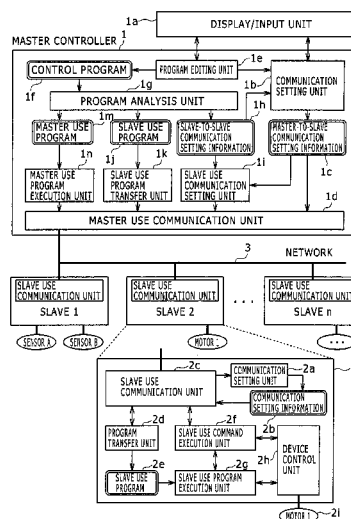 1a
DISPLAY/INPUT UNIT
MASTER CONTROLLER
1
CONTROL PROGRAM
1f
PROGRAM EDITING UNIT
1e
1b
COMMUNICATION
SETTING UNIT
1g
PROGRAM ANALYSIS UNIT
1h
1m
MASTER USE
PROGRAM
SLAVE USE
PROGRAM
1j
SLAVE-TO-SLAVE
COMMUNICATION
SETTING INFORMATION
MASTER-TO-SLAVE
COMMUNICATION
SETTING INFORMATION
1c
1n
1k
1i
MASTER USE
PROGRAM
EXECUTION UNIT
SLAVE USE
PROGRAM
TRANSFER UNIT
SLAVE USE
COMMUNICATION
SETTING UNIT
1d
MASTER USE COMMUNICATION UNIT
3
NETWORK
SLAVE USE
COMMUNICATION UNIT
SLAVE 1
SLAVE USE
COMMUNICATION UNIT
SLAVE 2
...
SLAVE USE
COMMUNICATION UNIT
SLAVE n
SENSOR A
SENSOR B
MOTOR 1
...
2c
SLAVE USE
COMMUNICATION UNIT
2a
COMMUNICATION
SETTING UNIT
COMMUNICATION
SETTING INFORMATION
2b
2d
PROGRAM
TRANSFER UNIT
2f
SLAVE USE COMMAND
EXECUTION UNIT
2h
DEVICE
CONTROL
UNIT
2e
SLAVE USE
PROGRAM
2g
SLAVE USE PROGRAM
EXECUTION UNIT
MOTOR 1
2i